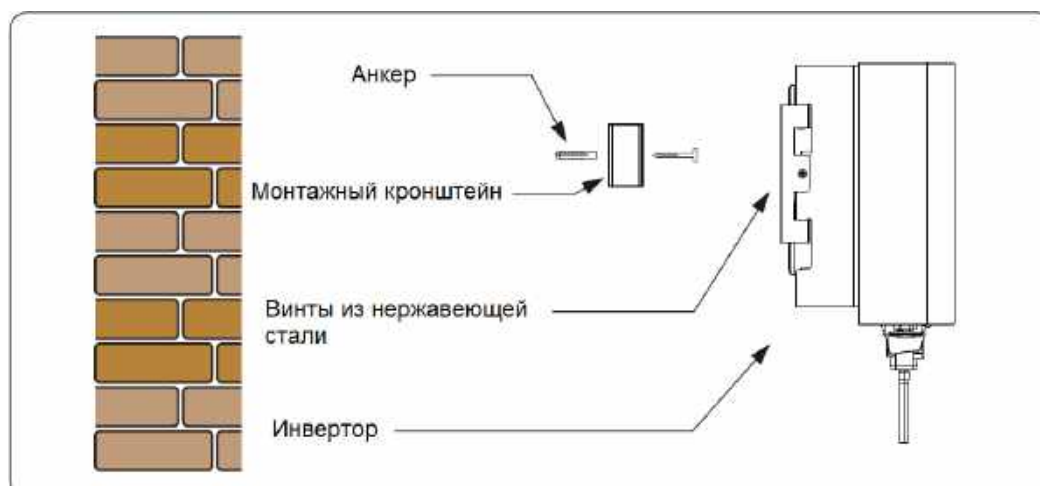 Анкер
Монтажный кронштейн
Винты из нержавеющей
стали
Инвертор